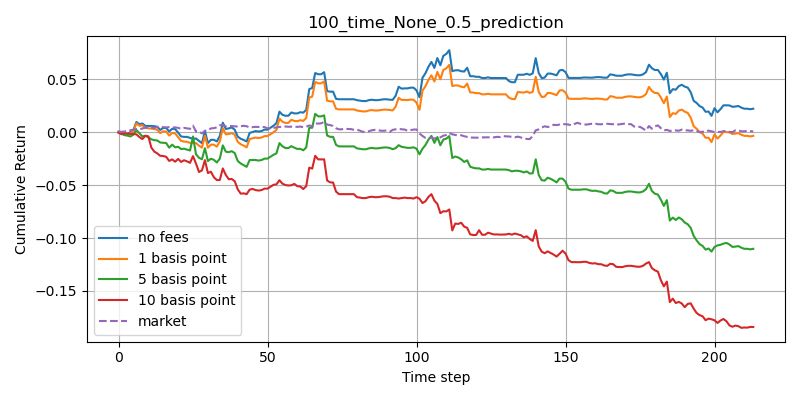 100_time_None_0.5_prediction
Cumulative Return
0.05
0.00
−0.05
−0.10
−0.15
no fees
1 basis point
5 basis point
10 basis point
market
0 50 100 150 200
Time step